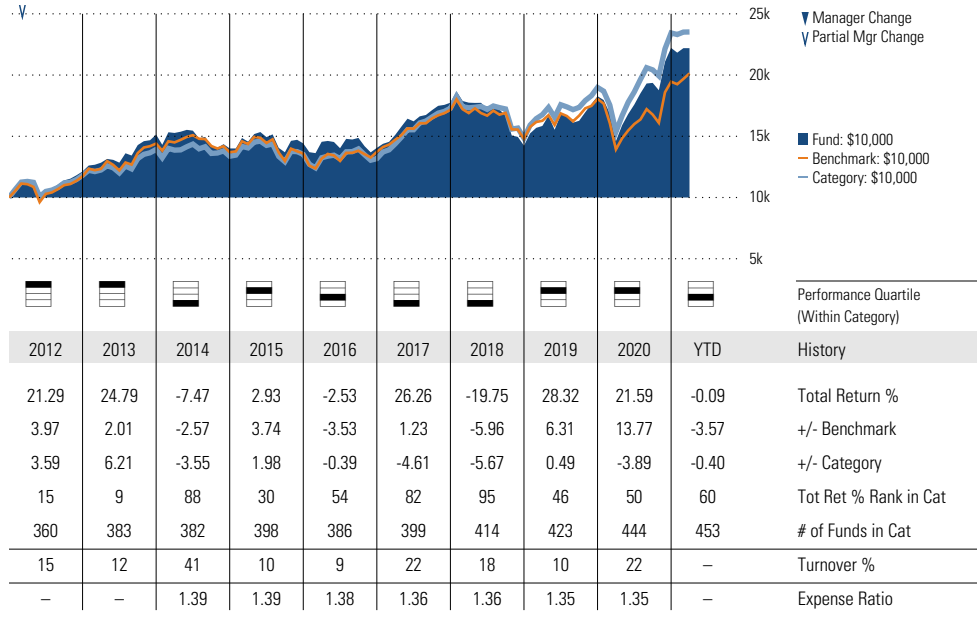 25k
▼ Manager Change
∨ Partial Mgr Change
20k
15k
Fund: $10,000
Benchmark: $10,000
Category: $10,000
10k
5k
Performance Quartile
(Within Category)
2012 2013 2014 2015 2016 2017 2018 2019 2020 YTD History
21.29 24.79 -7.47 2.93 -2.53 26.26 -19.75 28.32 21.59 -0.09 Total Return %
3.97 2.01 -2.57 3.74 -3.53 1.23 -5.96 6.31 13.77 -3.57 +/- Benchmark
3.59 6.21 -3.55 1.98 -0.39 -4.61 -5.67 0.49 -3.89 -0.40 +/- Category
15 9 88 30 54 82 95 46 50 60 Tot Ret % Rank in Cat
360 383 382 398 386 399 414 423 444 453 # of Funds in Cat
15 12 41 10 9 22 18 10 22 – Turnover %
– – 1.39 1.39 1.38 1.36 1.36 1.35 1.35 – Expense Ratio